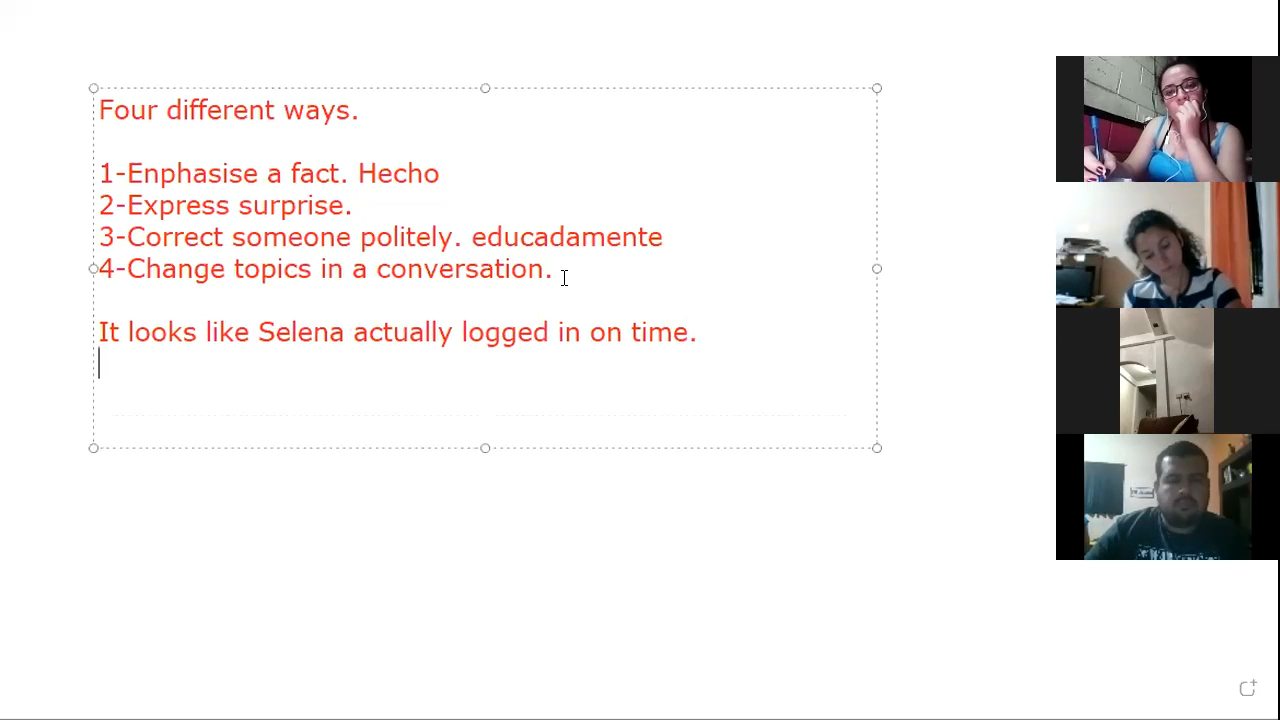 Four different ways.
1-Enphasise a fact. Hecho
2-Express surprise.
3-Correct someone politely. educadamente
4-Change topics in a conversation.
It looks like Selena actually logged in on time.